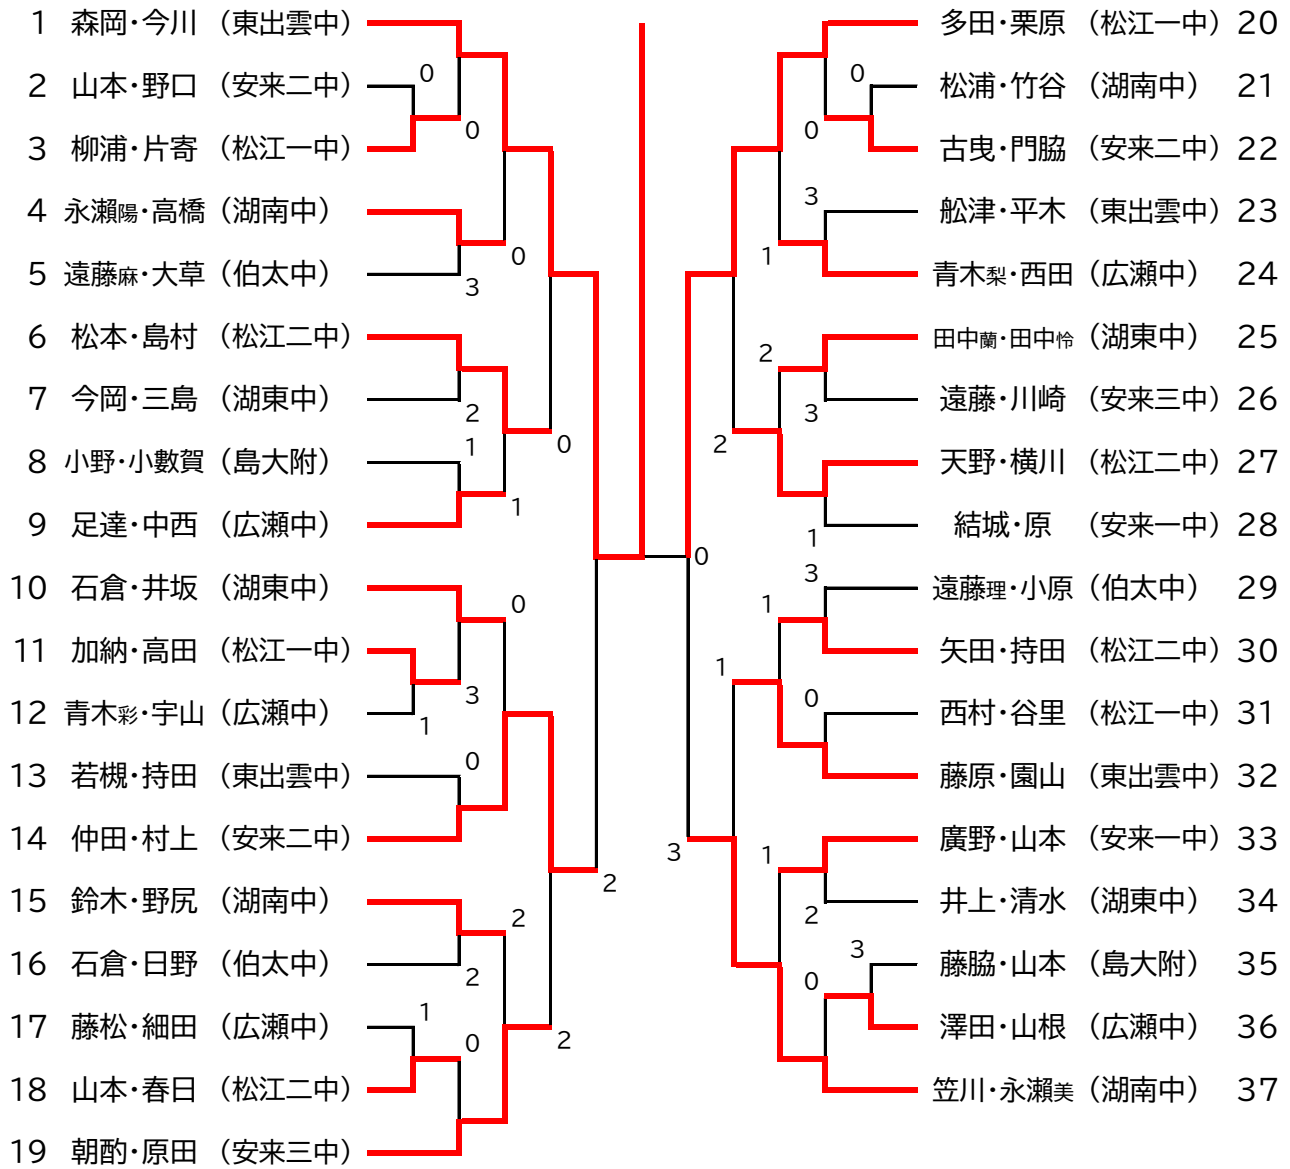 1 森岡・今川 （東出雲中）
2 山本・野口 （安来二中）
3 柳浦・片寄 （松江一中）
4 永瀬陽・高橋 （湖南中）
5 遠藤麻・大草 （伯太中）
6 松本・島村 （松江二中）
7 今岡・三島 （湖東中）
8 小野・小數賀 （島大附）
9 足達・中西 （広瀬中）
10 石倉・井坂 （湖東中）
11 加納・高田 （松江一中）
12 青木彩・宇山 （広瀬中）
13 若槻・持田 （東出雲中）
14 仲田・村上 （安来二中）
15 鈴木・野尻 （湖南中）
16 石倉・日野 （伯太中）
17 藤松・細田 （広瀬中）
18 山本・春日 （松江二中）
19 朝酌・原田 （安来三中）
0
0
0
3
2
1
1
0
0
3
1
0
2
2
1
0
2
2
0
0
0
3
1
2
3
2
1
3
1
1
0
3
1
2
3
0
多田・栗原 （松江一中） 20
松浦・竹谷 （湖南中） 21
古曳・門脇 （安来二中） 22
舩津・平木 （東出雲中） 23
青木梨・西田 （広瀬中） 24
田中蘭・田中怜 （湖東中） 25
遠藤・川崎 （安来三中） 26
天野・横川 （松江二中） 27
結城・原 （安来一中） 28
遠藤理・小原 （伯太中） 29
矢田・持田 （松江二中） 30
西村・谷里 （松江一中） 31
藤原・園山 （東出雲中） 32
廣野・山本 （安来一中） 33
井上・清水 （湖東中） 34
藤脇・山本 （島大附） 35
澤田・山根 （広瀬中） 36
笠川・永瀬美 （湖南中） 37